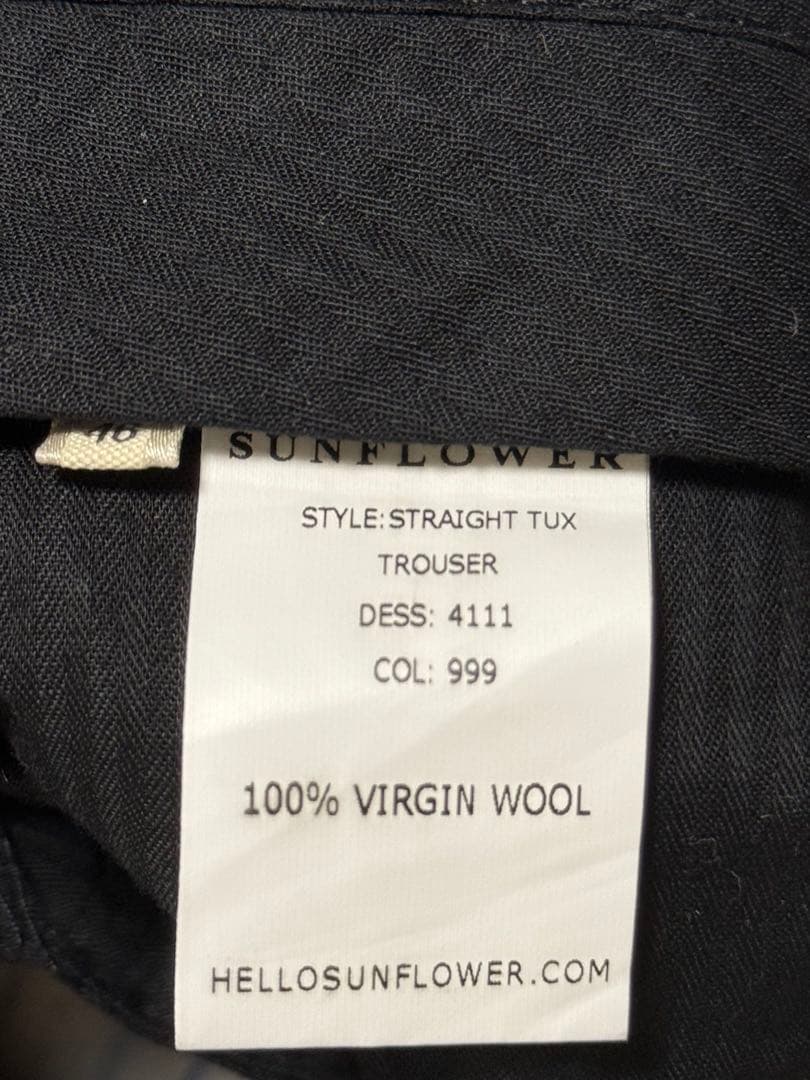 SUNFLOWER
STYLE:STRAIGHT TUX
TROUSER
DESS: 4111
COL: 999
100% VIRGIN WOOL
HELLOSUNFLOWER.COM